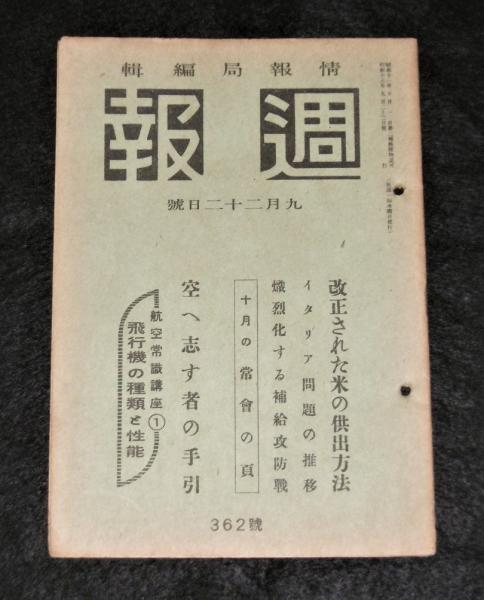 情報局編輯
週報
九月二十二日號
改正された米の供出方法
イタリア問題の推移
熾烈化する補給攻防戰
十月の常會の頁
空へ志す者の手引
航空常識講座①
飛行機の種類と性能
362號